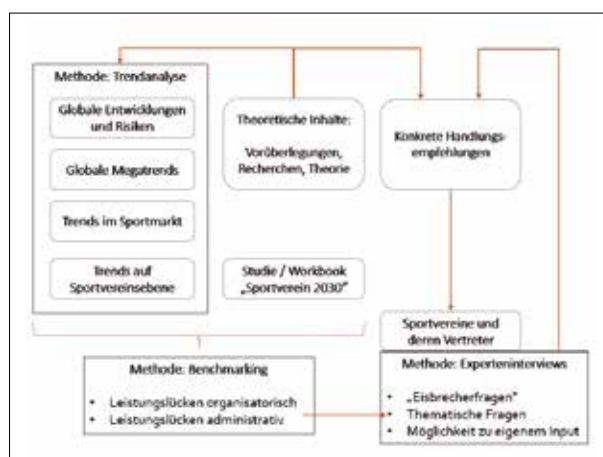 Methode: Trendanalyse
Globale Entwicklungen
und Risiken
Globale Megatrends
Trends im Sportmarkt
Trends auf
Sportvereinsebene
Theoretische Inhalte:
Vorüberlegungen,
Recherchen, Theorie
Studie / Workbook
„Sportverein 2030“
Konkrete Handlungs-
empfehlungen
Sportvereine und
deren Vertreter
Methode: Benchmarking
• Leistungslücken organisatorisch
• Leistungslücken administrativ
Methode: Experteninterviews
• „Eisbrecherfragen“
• Thematische Fragen
• Möglichkeit zu eigenem Input